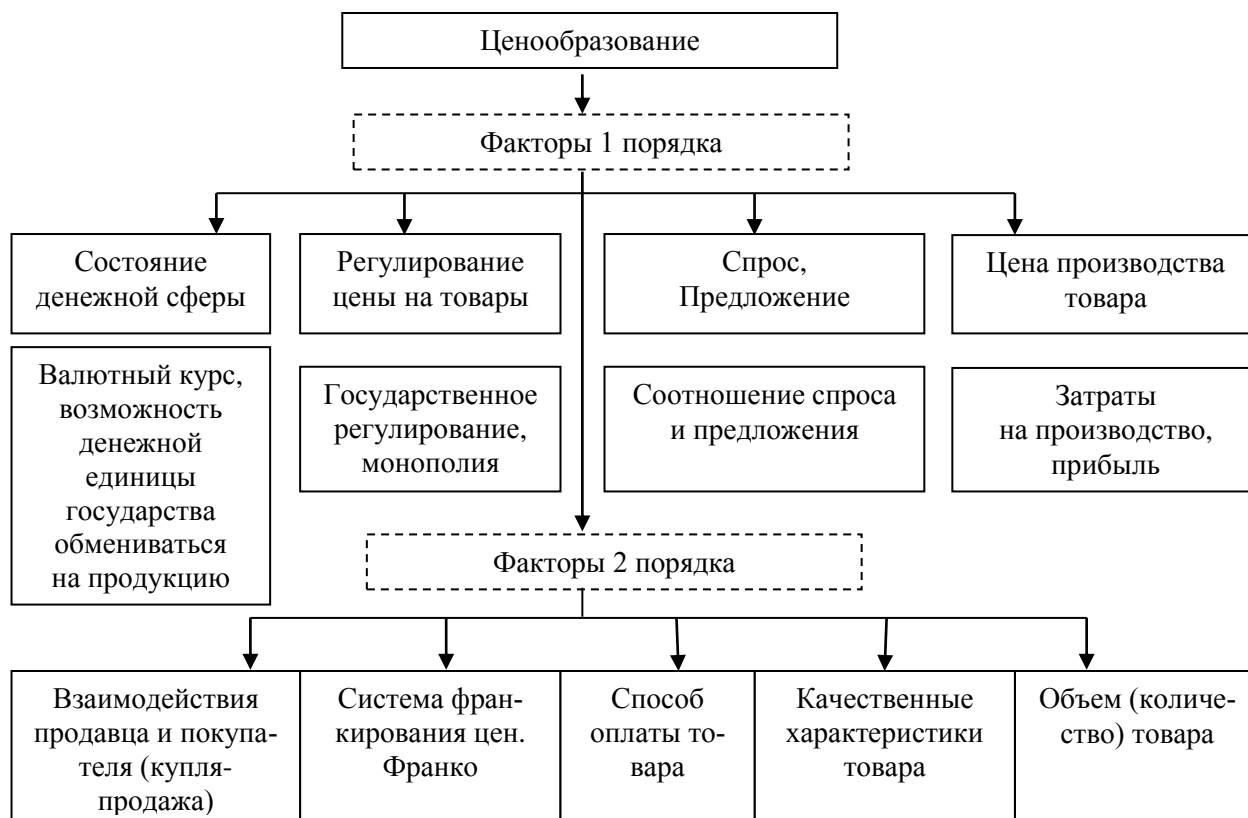 Ценообразование
Факторы 1 порядка
Состояние
денежной сферы
Регулирование
цены на товары
Спрос,
Предложение
Цена производства
товара
Валютный курс,
возможность
денежной
единицы
государства
обмениваться
на продукцию
Государственное
регулирование,
монополия
Соотношение спроса
и предложения
Затраты
на производство,
прибыль
Факторы 2 порядка
Взаимодействия
продавца и покупа-
теля (купля-
продажа)
Система фран-
кирования цен.
Франко
Способ
оплаты то-
вара
Качественные
характеристики
товара
Объем (количе-
ство) товара